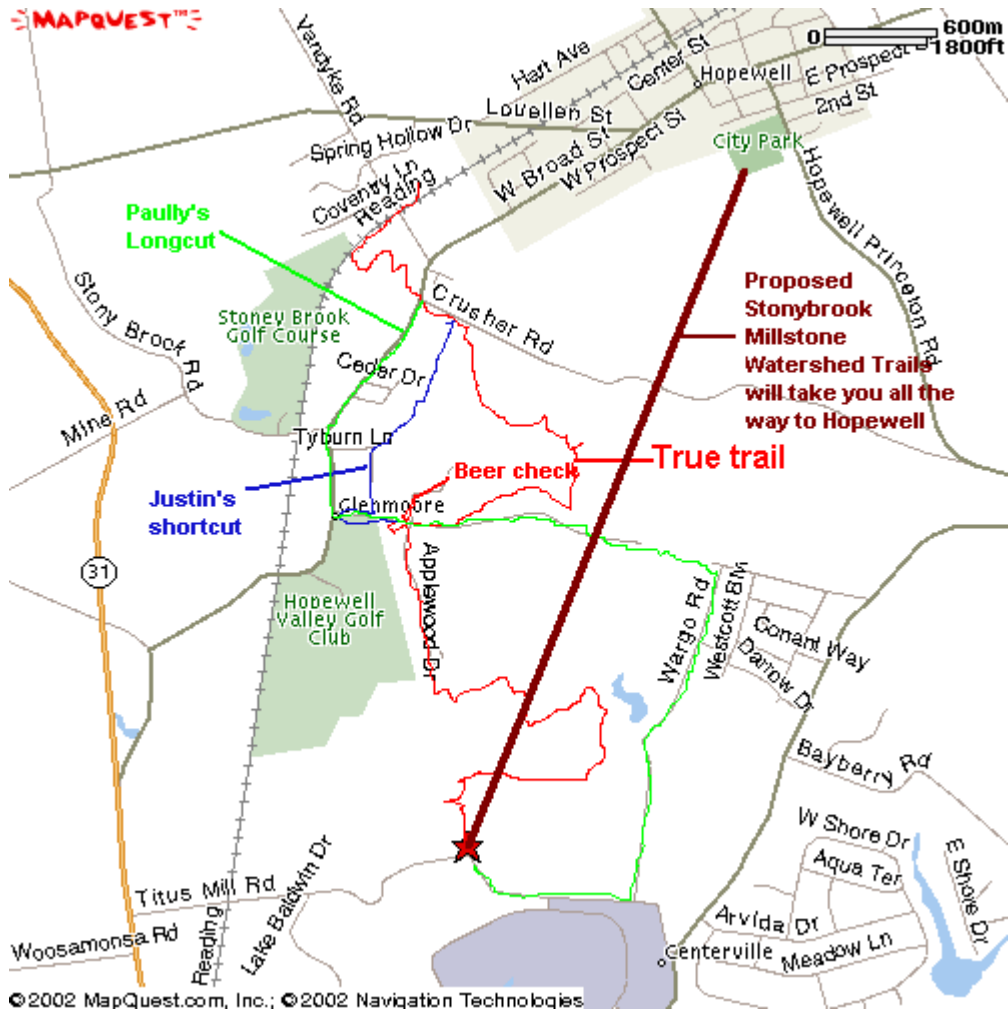 MAPQUEST™
0 600m
1800ft
Vandyke Rd
Hart Ave
Center St
Hopewell
E Prospect
2nd St
Louellen St
Spring Hollow Dr
W Broad St
W Prospect St
City Park
Coventry Ln
Reading
Hopewell Princeton Rd
Paully's
Longcut
Stony Brook Rd
Stoney Brook
Golf Course
Crusher Rd
Proposed
Stonybrook
Millstone
Watershed Trails
will take you all the
way to Hopewell
Cedar Dr
Mine Rd
Tyburn Ln
True trail
Beer check
Justin's
shortcut
Glenmoore
31
Applewood Dr
Hopewell
Valley Golf
Club
Wargo Rd
Westcott Blvd
Conant Way
Darrow Dr
Bayberry Rd
W Shore Dr
Aqua Ter
E Shore Dr
Titus Mill Rd
Lake Baldwin Dr
Arvida Dr
Meadow Ln
Woosamonsa Rd
Reading
Centerville
©2002 MapQuest.com, Inc.; ©2002 Navigation Technologies